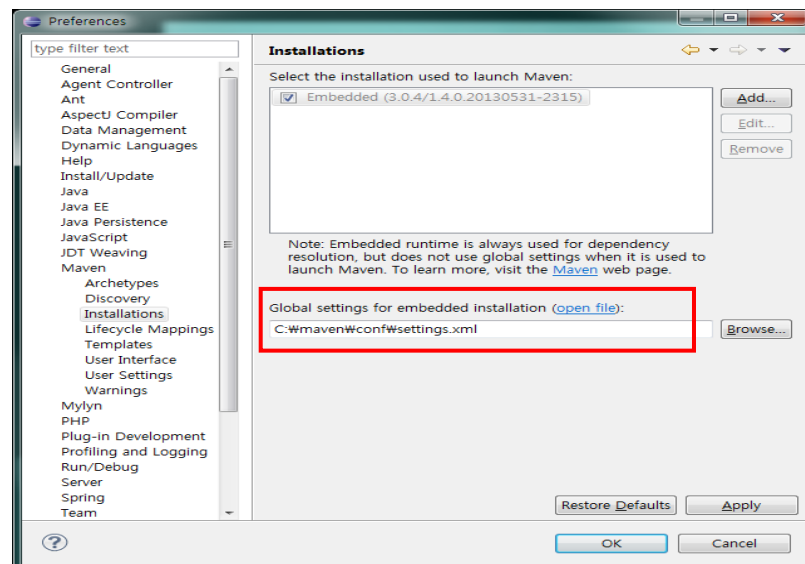 Preferences
type filter text
General
Agent Controller
Ant
AspectJ Compiler
Data Management
Dynamic Languages
Help
Install/Update
Java
Java EE
Java Persistence
JavaScript
JDT Weaving
Maven
Archetypes
Discovery
Installations
Lifecycle Mappings
Templates
User Interface
User Settings
Warnings
Mylyn
PHP
Plug-in Development
Profiling and Logging
Run/Debug
Server
Spring
Team
Installations
Select the installation used to launch Maven:
Embedded (3.0.4/1.4.0.20130531-2315)
Add...
Edit...
Remove
Note: Embedded runtime is always used for dependency
resolution, but does not use global settings when it is used to
launch Maven. To learn more, visit the Maven web page.
Global settings for embedded installation (open file):
C:₩maven₩conf₩settings.xml
Browse...
Restore Defaults
Apply
OK
Cancel